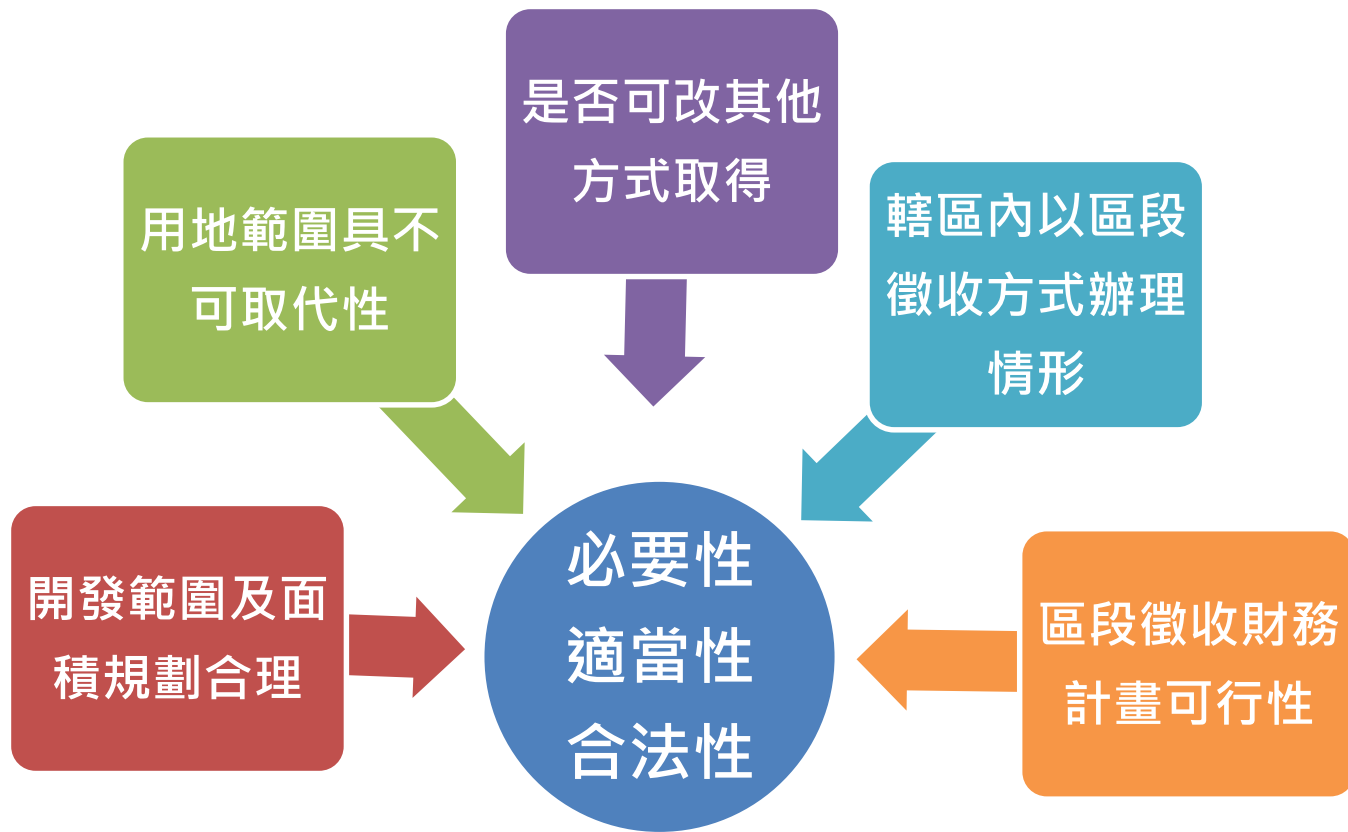 是否可改其他
方式取得
用地範圍具不
可取代性
轄區內以區段
徵收方式辦理
情形
開發範圍及面
積規劃合理
必要性
適當性
合法性
區段徵收財務
計畫可行性